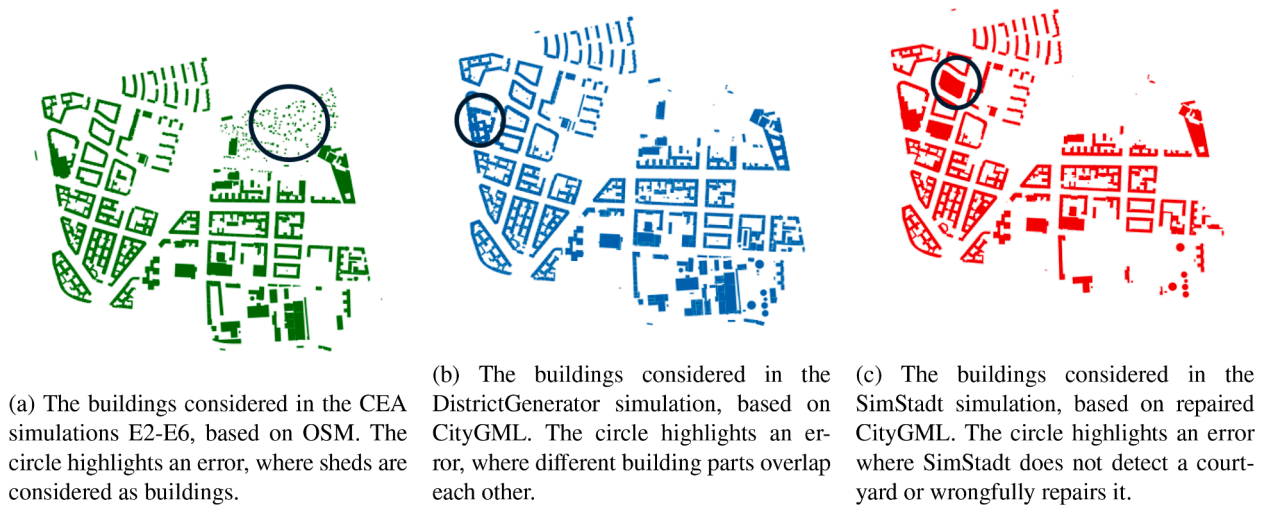 (a) The buildings considered in the CEA
simulations E2-E6, based on OSM. The
circle highlights an error, where sheds are
considered as buildings.
(b) The buildings considered in the
DistrictGenerator simulation, based on
CityGML. The circle highlights an er-
ror, where different building parts overlap
each other.
(c) The buildings considered in the
SimStadt simulation, based on repaired
CityGML. The circle highlights an error
where SimStadt does not detect a court-
yard or wrongfully repairs it.